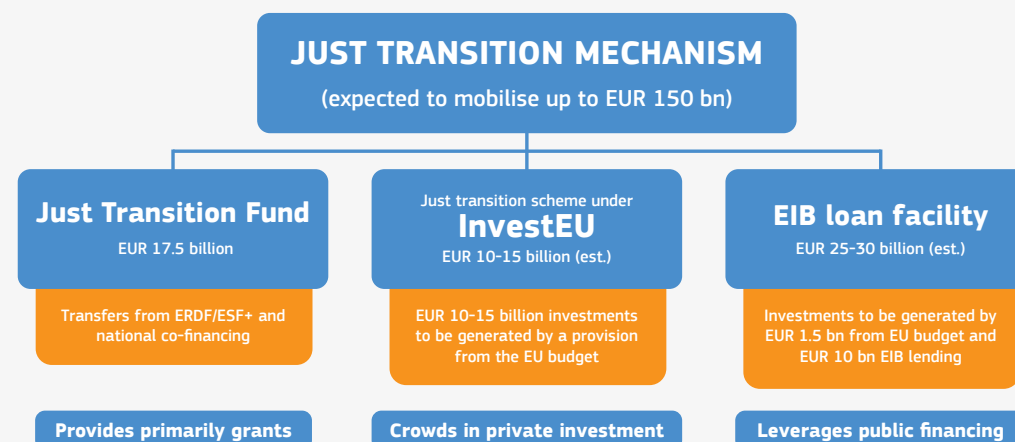 JUST TRANSITION MECHANISM
(expected to mobilise up to EUR 150 bn)
Just Transition Fund
EUR 17.5 billion
Transfers from ERDF/ESF+ and
national co-financing
Provides primarily grants
Just transition scheme under
InvestEU
EUR 10-15 billion (est.)
EUR 10-15 billion investments
to be generated by a provision
from the EU budget
Crowds in private investment
EIB loan facility
EUR 25-30 billion (est.)
Investments to be generated by
EUR 1.5 bn from EU budget and
EUR 10 bn EIB lending
Leverages public financing